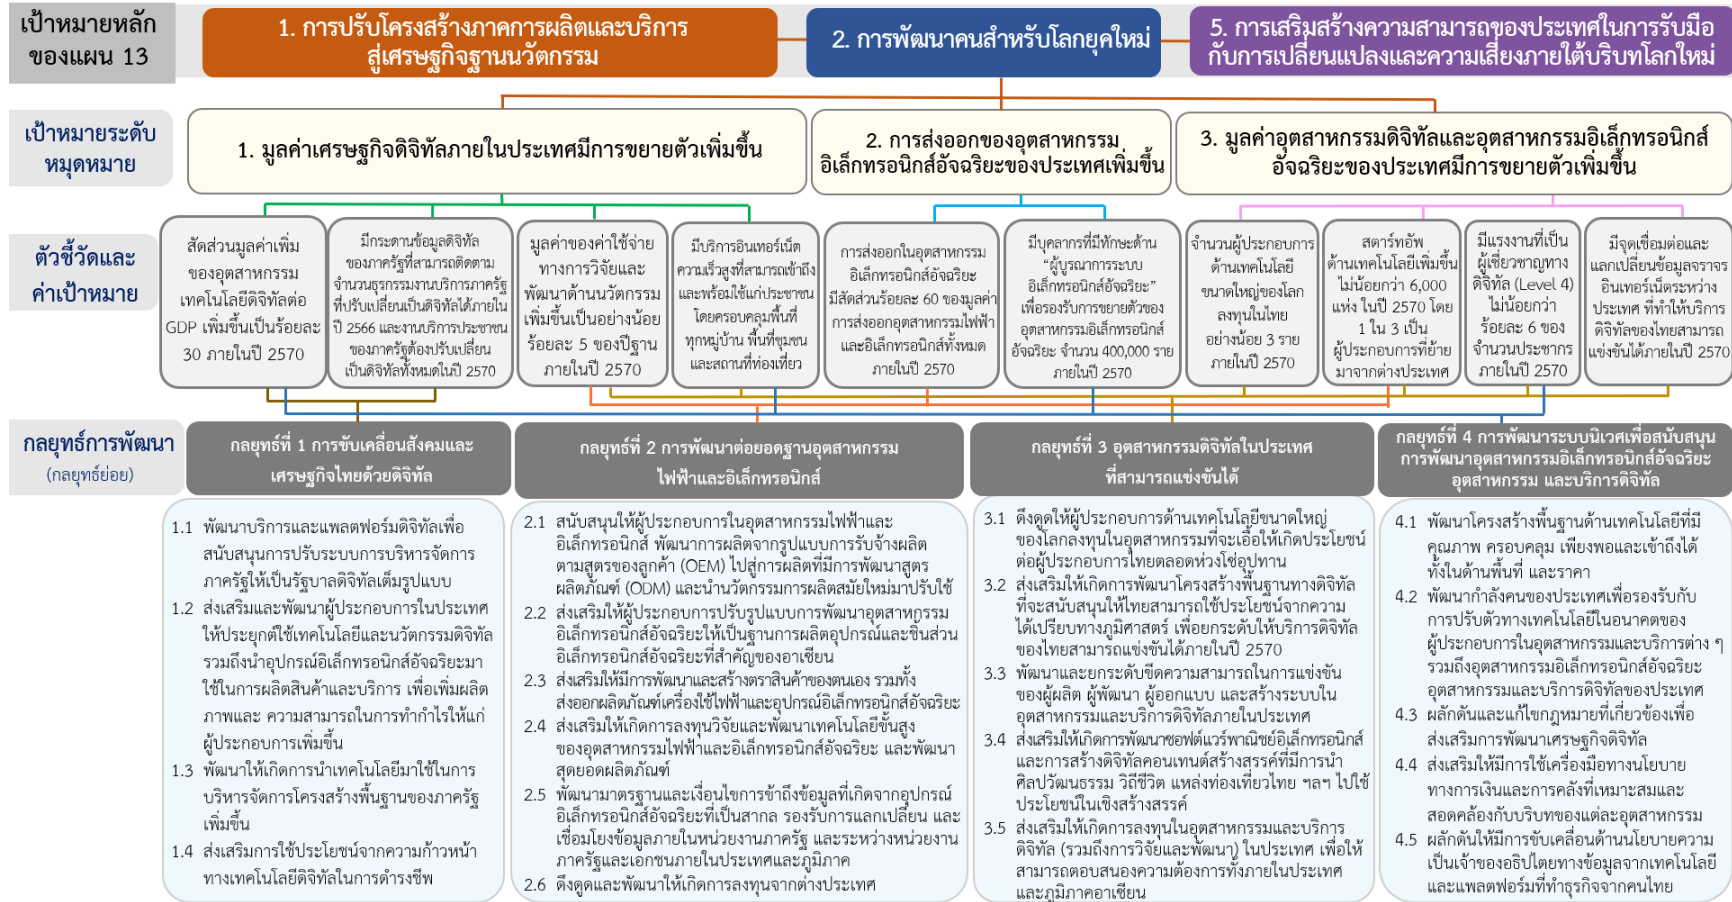 เป้าหมายหลัก
ของแผน 13
1. การปรับโครงสร้างภาคการผลิตและบริการ
สู่เศรษฐกิจฐานนวัตกรรม
2. การพัฒนาคนสำหรับโลกยุคใหม่
5. การเสริมสร้างความสามารถของประเทศในการรับมือ
กับการเปลี่ยนแปลงและความเสี่ยงภายใต้บริบทโลกใหม่
เป้าหมายระดับ
หมุดหมาย
1. มูลค่าเศรษฐกิจดิจิทัลภายในประเทศมีการขยายตัวเพิ่มขึ้น
2. การส่งออกของอุตสาหกรรม
อิเล็กทรอนิกส์อัจฉริยะของประเทศเพิ่มขึ้น
3. มูลค่าอุตสาหกรรมดิจิทัลและอุตสาหกรรมอิเล็กทรอนิกส์
อัจฉริยะของประเทศมีการขยายตัวเพิ่มขึ้น
ตัวชี้วัดและ
ค่าเป้าหมาย
สัดส่วนมูลค่าเพิ่ม
ของอุตสาหกรรม
เทคโนโลยีดิจิทัลต่อ
GDP เพิ่มขึ้นเป็นร้อยละ
30 ภายในปี 2570
มีกระดานข้อมูลดิจิทัล
ของภาครัฐที่สามารถติดตาม
จำนวนธุรกรรมงานบริการภาครัฐ
ที่ปรับเปลี่ยนเป็นดิจิทัลได้ภายใน
ปี 2566 และงานบริการประชาชน
ของภาครัฐต้องปรับเปลี่ยน
เป็นดิจิทัลทั้งหมดในปี 2570
มูลค่าของค่าใช้จ่าย
ทางการวิจัยและ
พัฒนาด้านนวัตกรรม
เพิ่มขึ้นเป็นอย่างน้อย
ร้อยละ 5 ของปีฐาน
ภายในปี 2570
มีบริการอินเทอร์เน็ต
ความเร็วสูงที่สามารถเข้าถึง
และพร้อมใช้แก่ประชาชน
โดยครอบคลุมพื้นที่
ทุกหมู่บ้าน พื้นที่ชุมชน
และสถานที่ท่องเที่ยว
การส่งออกในอุตสาหกรรม
อิเล็กทรอนิกส์อัจฉริยะ
มีสัดส่วนร้อยละ 60 ของมูลค่า
การส่งออกอุตสาหกรรมไฟฟ้า
และอิเล็กทรอนิกส์ทั้งหมด
ภายในปี 2570
มีบุคลากรที่มีทักษะด้าน
“ผู้บูรณาการระบบ
อิเล็กทรอนิกส์อัจฉริยะ”
เพื่อรองรับการขยายตัวของ
อุตสาหกรรมอิเล็กทรอนิกส์
อัจฉริยะ จำนวน 400,000 ราย
ภายในปี 2570
จำนวนผู้ประกอบการ
ด้านเทคโนโลยี
ขนาดใหญ่ของโลก
ลงทุนในไทย
อย่างน้อย 3 ราย
ภายในปี 2570
สตาร์ทอัพ
ด้านเทคโนโลยีเพิ่มขึ้น
ไม่น้อยกว่า 6,000
แห่ง ในปี 2570 โดย
1 ใน 3 เป็น
ผู้ประกอบการที่ย้าย
มาจากต่างประเทศ
มีแรงงานที่เป็น
ผู้เชี่ยวชาญทาง
ดิจิทัล (Level 4)
ไม่น้อยกว่า
ร้อยละ 6 ของ
จำนวนประชากร
ภายในปี 2570
มีจุดเชื่อมต่อและ
แลกเปลี่ยนข้อมูลจราจร
อินเทอร์เน็ตระหว่าง
ประเทศ ที่ทำให้บริการ
ดิจิทัลของไทยสามารถ
แข่งขันได้ภายในปี 2570
กลยุทธ์การพัฒนา
(กลยุทธ์ย่อย)
กลยุทธ์ที่ 1 การขับเคลื่อนสังคมและ
เศรษฐกิจไทยด้วยดิจิทัล
กลยุทธ์ที่ 2 การพัฒนาต่อยอดฐานอุตสาหกรรม
ไฟฟ้าและอิเล็กทรอนิกส์
กลยุทธ์ที่ 3 อุตสาหกรรมดิจิทัลในประเทศ
ที่สามารถแข่งขันได้
กลยุทธ์ที่ 4 การพัฒนาระบบนิเวศเพื่อสนับสนุน
การพัฒนาอุตสาหกรรมอิเล็กทรอนิกส์อัจฉริยะ
อุตสาหกรรม และบริการดิจิทัล
1.1 พัฒนาบริการและแพลตฟอร์มดิจิทัลเพื่อ
สนับสนุนการปรับระบบการบริหารจัดการ
ภาครัฐให้เป็นรัฐบาลดิจิทัลเต็มรูปแบบ
1.2 ส่งเสริมและพัฒนาผู้ประกอบการในประเทศ
ให้ประยุกต์ใช้เทคโนโลยีและนวัตกรรมดิจิทัล
รวมถึงนำอุปกรณ์อิเล็กทรอนิกส์อัจฉริยะมา
ใช้ในการผลิตสินค้าและบริการ เพื่อเพิ่มผลิต
ภาพและ ความสามารถในการทำกำไรให้แก่
ผู้ประกอบการเพิ่มขึ้น
1.3 พัฒนาให้เกิดการนำเทคโนโลยีมาใช้ในการ
บริหารจัดการโครงสร้างพื้นฐานของภาครัฐ
เพิ่มขึ้น
1.4 ส่งเสริมการใช้ประโยชน์จากความก้าวหน้า
ทางเทคโนโลยีดิจิทัลในการดำรงชีพ
2.1 สนับสนุนให้ผู้ประกอบการในอุตสาหกรรมไฟฟ้าและ
อิเล็กทรอนิกส์ พัฒนาการผลิตจากรูปแบบการรับจ้างผลิต
ตามสูตรของลูกค้า (OEM) ไปสู่การผลิตที่มีการพัฒนาสูตร
ผลิตภัณฑ์ (ODM) และนำนวัตกรรมการผลิตสมัยใหม่มาปรับใช้
2.2 ส่งเสริมให้ผู้ประกอบการปรับรูปแบบการพัฒนาอุตสาหกรรม
อิเล็กทรอนิกส์อัจฉริยะให้เป็นฐานการผลิตอุปกรณ์และชิ้นส่วน
อิเล็กทรอนิกส์อัจฉริยะที่สำคัญของอาเซียน
2.3 ส่งเสริมให้มีการพัฒนาและสร้างตราสินค้าของตนเอง รวมทั้ง
ส่งออกผลิตภัณฑ์เครื่องใช้ไฟฟ้าและอุปกรณ์อิเล็กทรอนิกส์อัจฉริยะ
2.4 ส่งเสริมให้เกิดการลงทุนวิจัยและพัฒนาเทคโนโลยีขั้นสูง
ของอุตสาหกรรมไฟฟ้าและอิเล็กทรอนิกส์อัจฉริยะ และพัฒนา
สุดยอดผลิตภัณฑ์
2.5 พัฒนามาตรฐานและเงื่อนไขการเข้าถึงข้อมูลที่เกิดจากอุปกรณ์
อิเล็กทรอนิกส์อัจฉริยะที่เป็นสากล รองรับการแลกเปลี่ยน และ
เชื่อมโยงข้อมูลภายในหน่วยงานภาครัฐ และระหว่างหน่วยงาน
ภาครัฐและเอกชนภายในประเทศและภูมิภาค
2.6 ดึงดูดและพัฒนาให้เกิดการลงทุนจากต่างประเทศ
3.1 ดึงดูดให้ผู้ประกอบการด้านเทคโนโลยีขนาดใหญ่
ของโลกลงทุนในอุตสาหกรรมที่จะเอื้อให้เกิดประโยชน์
ต่อผู้ประกอบการไทยตลอดห่วงโซ่อุปทาน
3.2 ส่งเสริมให้เกิดการพัฒนาโครงสร้างพื้นฐานทางดิจิทัล
ที่จะสนับสนุนให้ไทยสามารถใช้ประโยชน์จากความ
ได้เปรียบทางภูมิศาสตร์ เพื่อยกระดับให้บริการดิจิทัล
ของไทยสามารถแข่งขันได้ภายในปี 2570
3.3 พัฒนาและยกระดับขีดความสามารถในการแข่งขัน
ของผู้ผลิต ผู้พัฒนา ผู้ออกแบบ และสร้างระบบใน
อุตสาหกรรมและบริการดิจิทัลภายในประเทศ
3.4 ส่งเสริมให้เกิดการพัฒนาซอฟต์แวร์พาณิชย์อิเล็กทรอนิกส์
และการสร้างดิจิทัลคอนเทนต์สร้างสรรค์ที่มีการนำ
ศิลปวัฒนธรรม วิถีชีวิต แหล่งท่องเที่ยวไทย ฯลฯ ไปใช้
ประโยชน์ในเชิงสร้างสรรค์
3.5 ส่งเสริมให้เกิดการลงทุนในอุตสาหกรรมและบริการ
ดิจิทัล (รวมถึงการวิจัยและพัฒนา) ในประเทศ เพื่อให้
สามารถตอบสนองความต้องการทั้งภายในประเทศ
และภูมิภาคอาเซียน
4.1 พัฒนาโครงสร้างพื้นฐานด้านเทคโนโลยีที่มี
คุณภาพ ครอบคลุม เพียงพอและเข้าถึงได้
ทั้งในด้านพื้นที่ และราคา
4.2 พัฒนากำลังคนของประเทศเพื่อรองรับกับ
การปรับตัวทางเทคโนโลยีในอนาคตของ
ผู้ประกอบการในอุตสาหกรรมและบริการต่าง ๆ
รวมถึงอุตสาหกรรมอิเล็กทรอนิกส์อัจฉริยะ
อุตสาหกรรมและบริการดิจิทัลของประเทศ
4.3 ผลักดันและแก้ไขกฎหมายที่เกี่ยวข้องเพื่อ
ส่งเสริมการพัฒนาเศรษฐกิจดิจิทัล
4.4 ส่งเสริมให้มีการใช้เครื่องมือทางนโยบาย
ทางการเงินและการคลังที่เหมาะสมและ
สอดคล้องกับบริบทของแต่ละอุตสาหกรรม
4.5 ผลักดันให้มีการขับเคลื่อนด้านนโยบายความ
เป็นเจ้าของอธิปไตยทางข้อมูลจากเทคโนโลยี
และแพลตฟอร์มที่ทำธุรกิจจากคนไทย